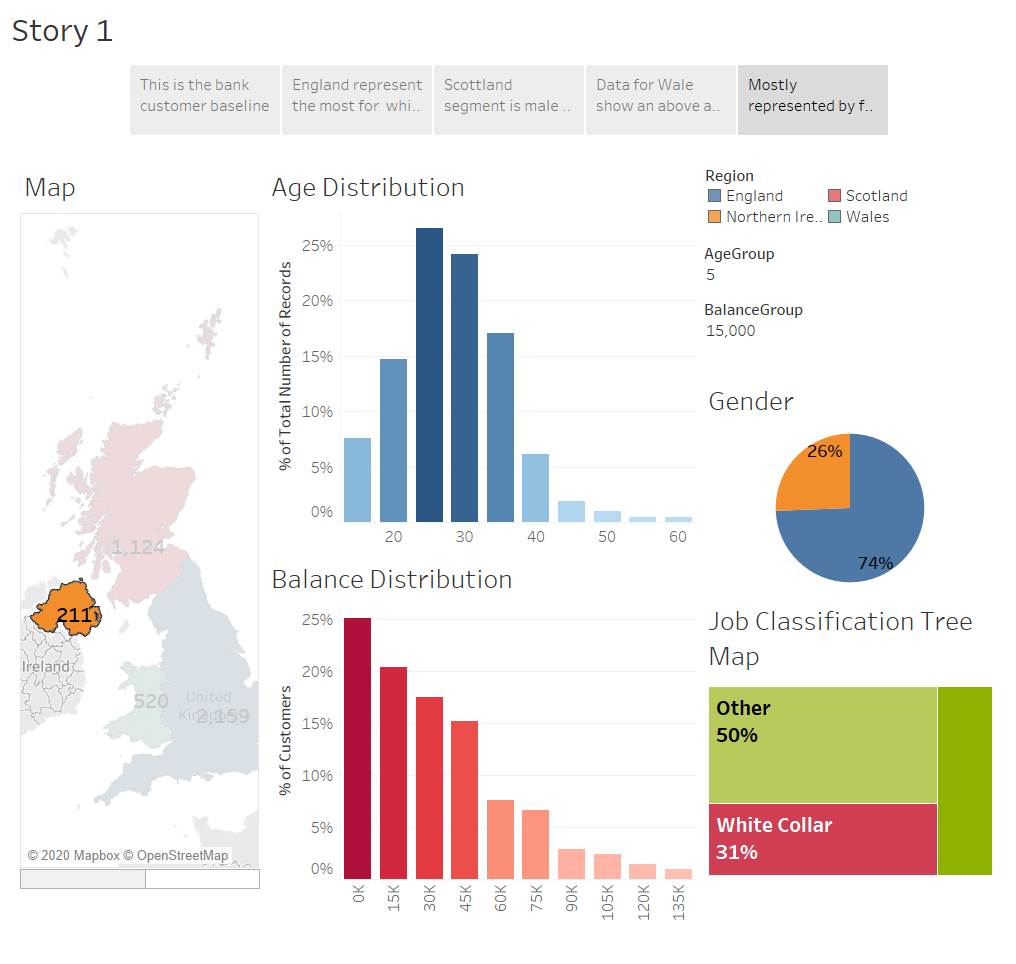 Story 1
This is the bank
customer baseline
England represent
the most for whi..
Scottland
segment is male ..
Data for Wale
show an above a..
Mostly
represented by f..
Map
1,124
211
Ireland
520
United
Kingdom
2,159
© 2020 Mapbox © OpenStreetMap
Age Distribution
% of Total Number of Records
25%
20%
15%
10%
5%
0%
20
30
40
50
60
Balance Distribution
% of Customers
25%
20%
15%
10%
5%
0%
0K
15K
30K
45K
60K
75K
90K
105K
120K
135K
Region
England
Scotland
Northern Ire..
Wales
AgeGroup
5
BalanceGroup
15,000
Gender
26%
74%
Job Classification Tree
Map
Other
50%
White Collar
31%